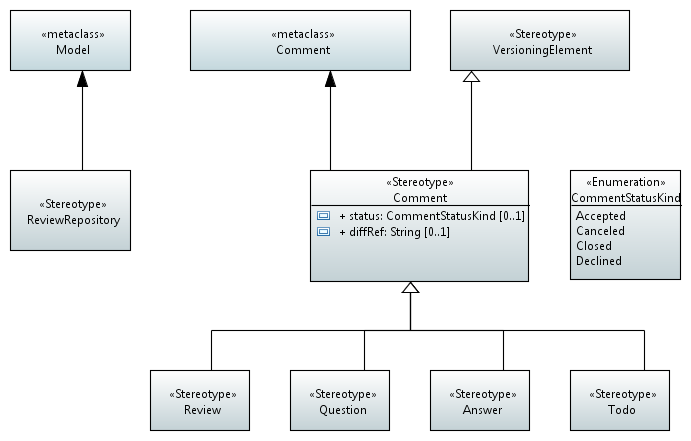 «metaclass»
Model
«metaclass»
Comment
«Stereotype»
VersioningElement
«Stereotype»
ReviewRepository
«Stereotype»
Comment
+ status: CommentStatusKind [0..1]
+ diffRef: String [0..1]
«Enumeration»
CommentStatusKind
Accepted
Canceled
Closed
Declined
«Stereotype»
Review
«Stereotype»
Question
«Stereotype»
Answer
«Stereotype»
Todo